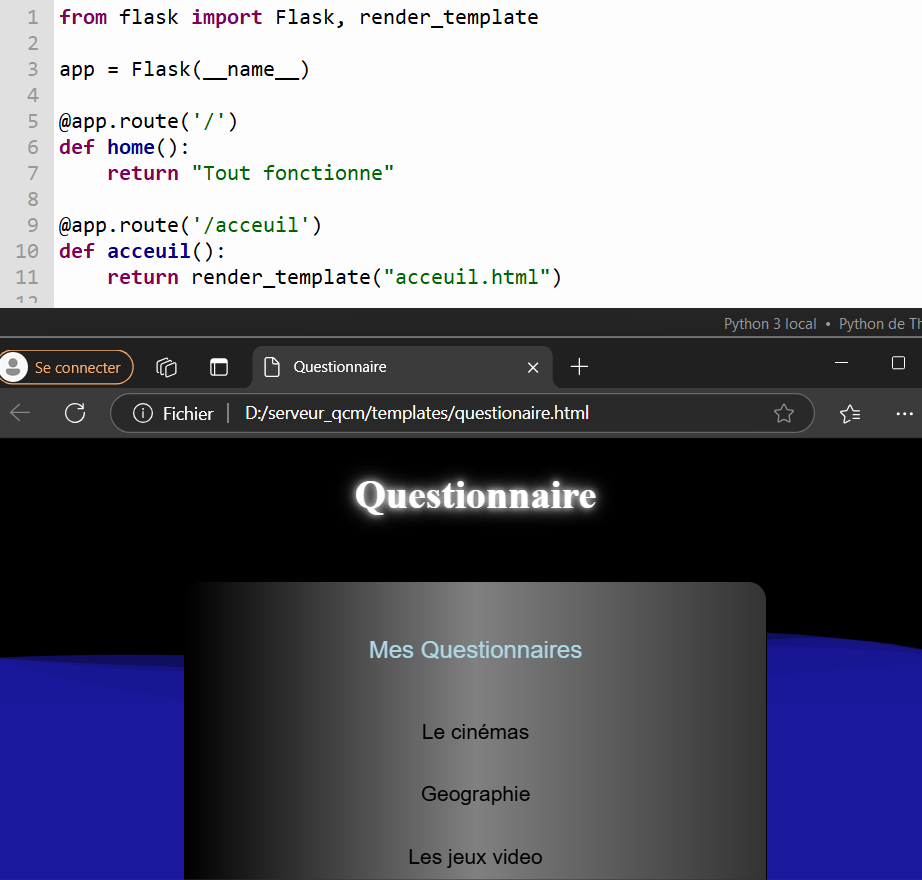 1 from flask import Flask, render_template
2
3 app = Flask(__name__)
4
5 @app.route('/')
6 def home():
7     return "Tout fonctionne"
8
9 @app.route('/acceuil')
10 def acceuil():
11     return render_template("acceuil.html")
12
Python 3 local • Python de Th
Se connecter Questionnaire
Fichier D:/serveur_qcm/templates/questionaire.html
Questionnaire
Mes Questionnaires
Le cinémas
Geographie
Les jeux video